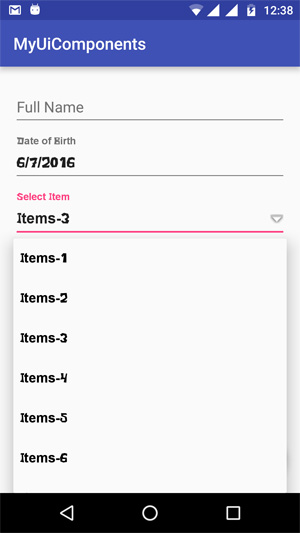 12:38
MyUiComponents
Full Name
Date of Birth
6/7/2016
Select Item
Items-3
Items-1
Items-2
Items-3
Items-4
Items-5
Items-6